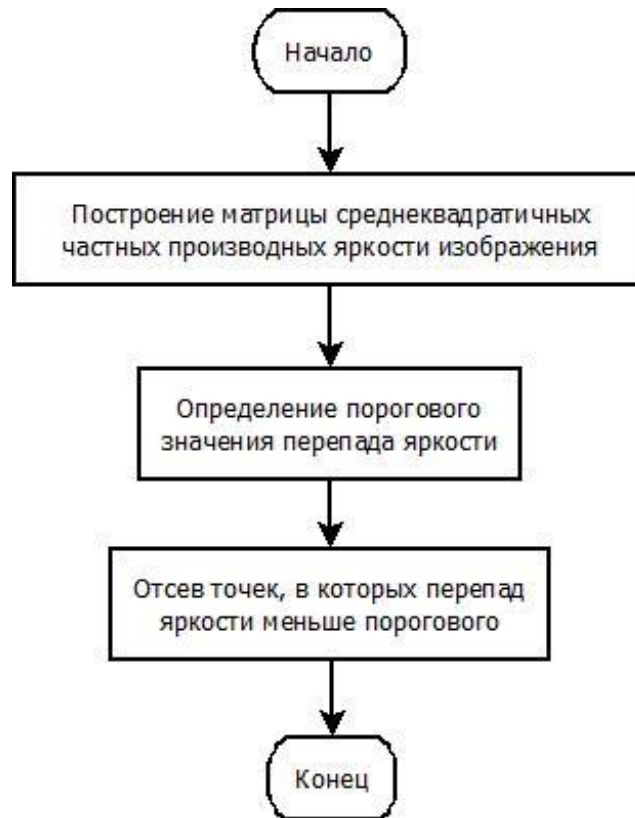 Начало
Построение матрицы среднеквадратичных
частных производных яркости изображения
Определение порогового
значения перепада яркости
Отсев точек, в которых перепад
яркости меньше порогового
Конец